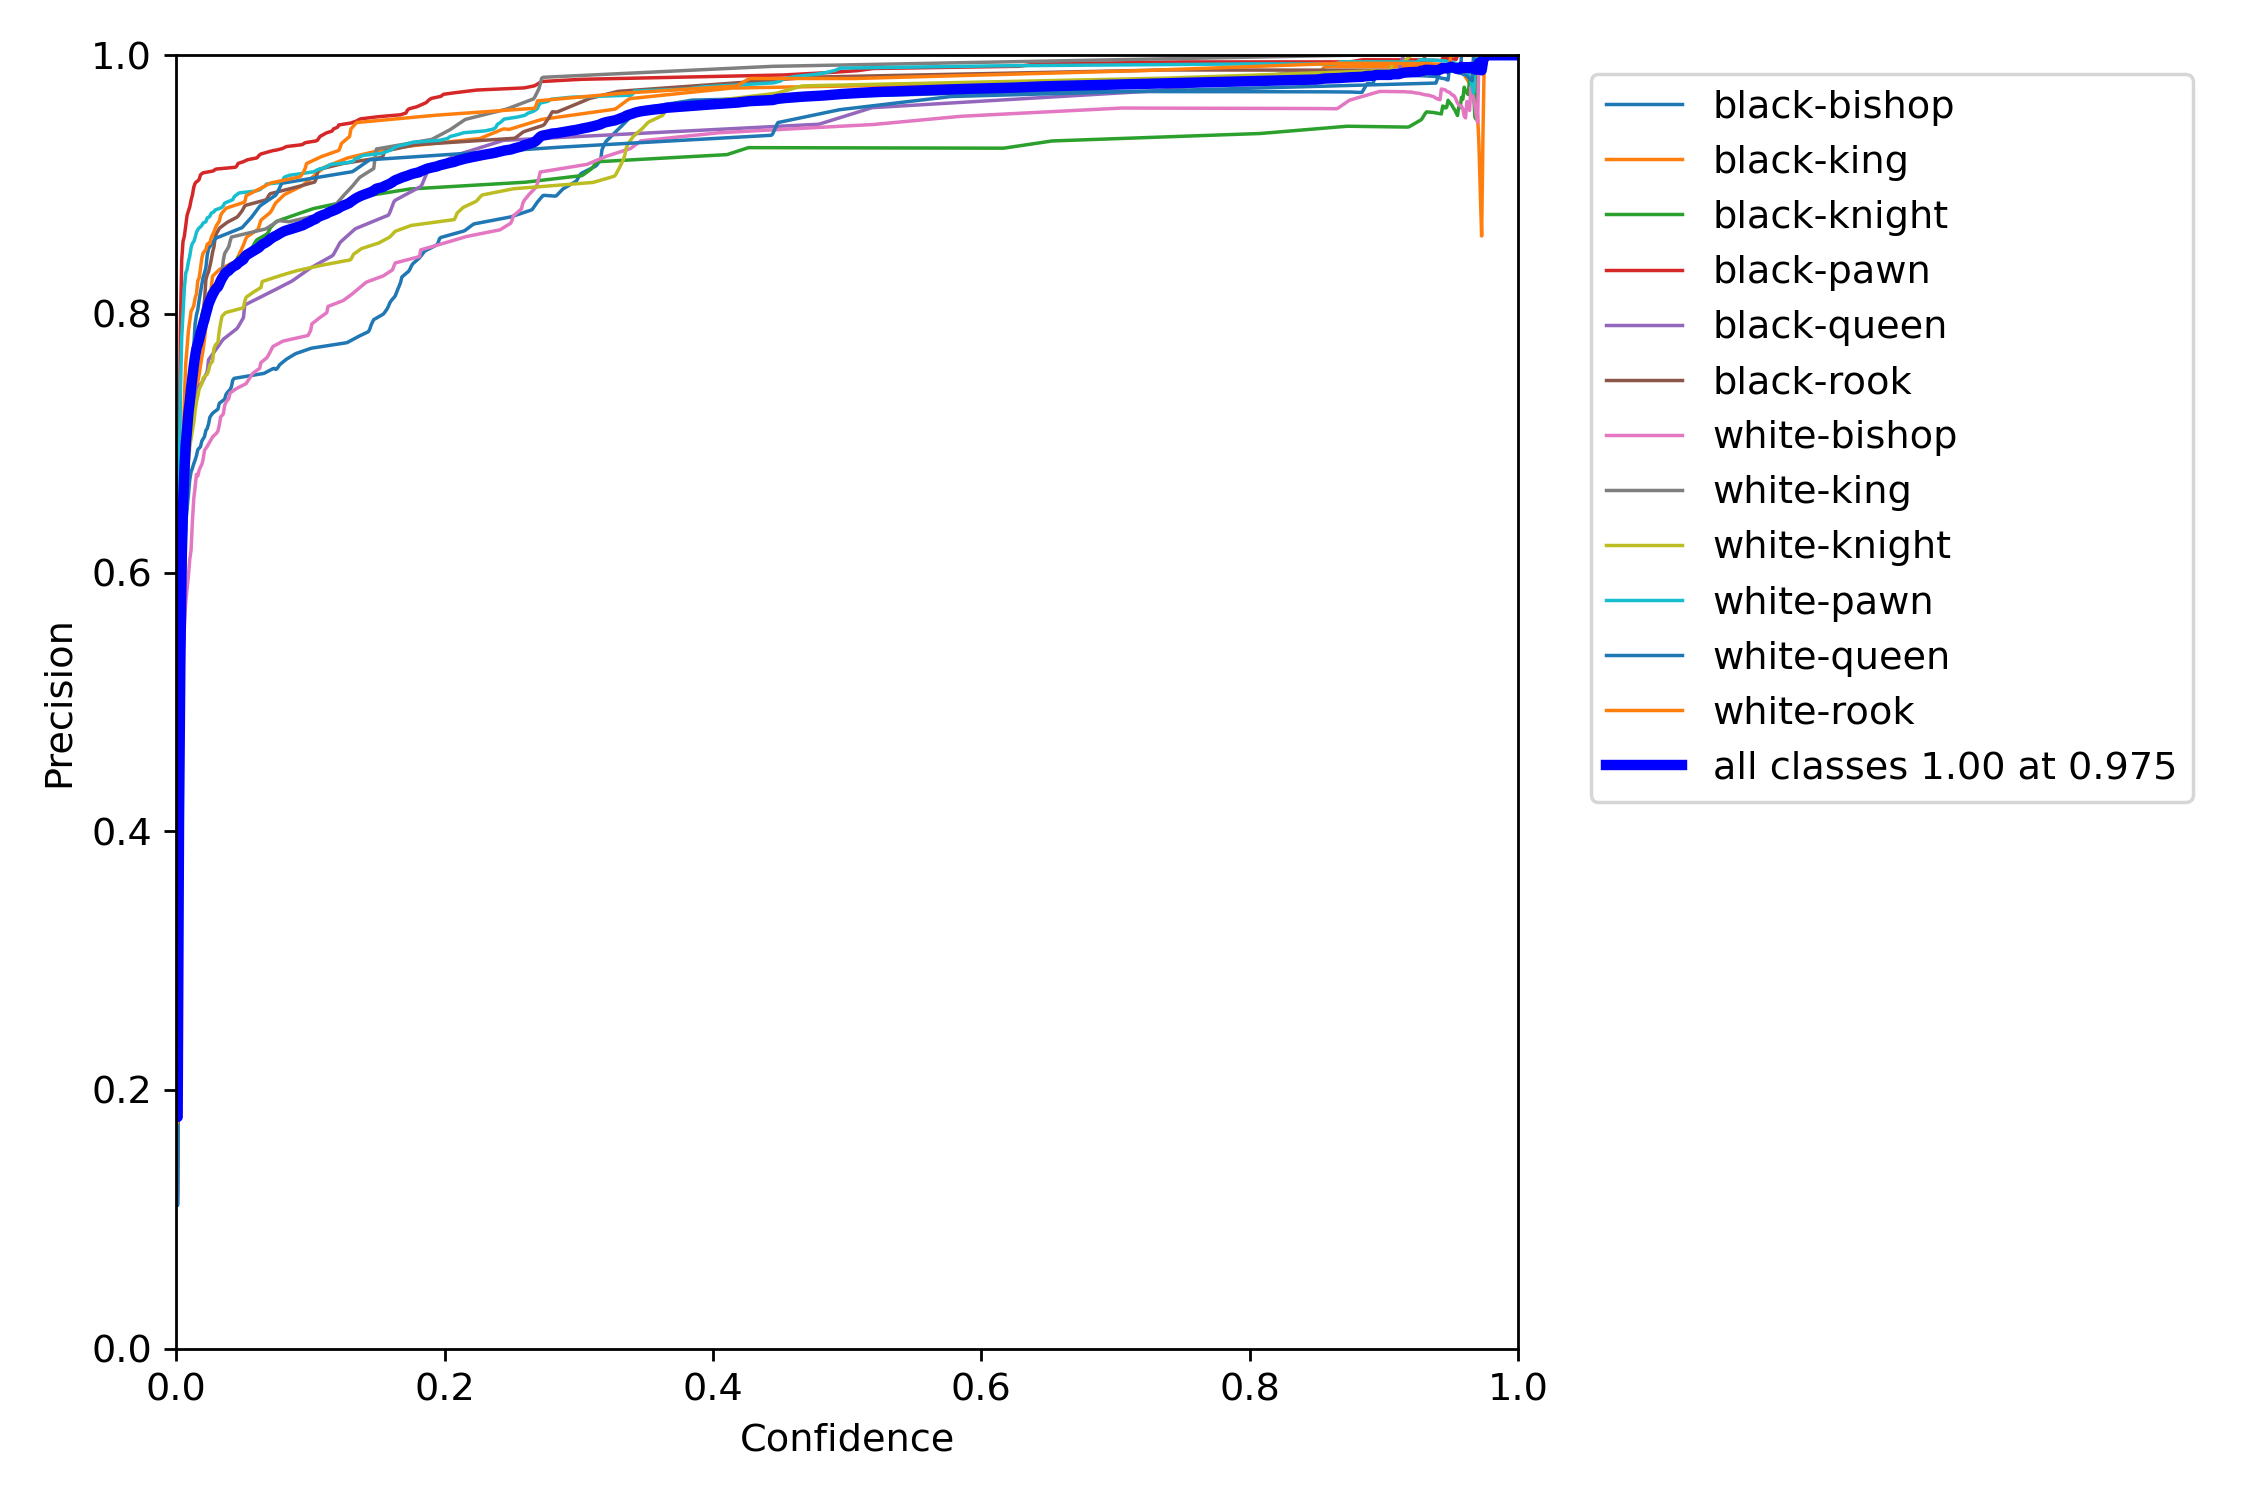 1.0
0.8
0.6
0.4
0.2
0.0
Precision
0.0 0.2 0.4 0.6 0.8 1.0
Confidence
black-bishop
black-king
black-knight
black-pawn
black-queen
black-rook
white-bishop
white-king
white-knight
white-pawn
white-queen
white-rook
all classes 1.00 at 0.975